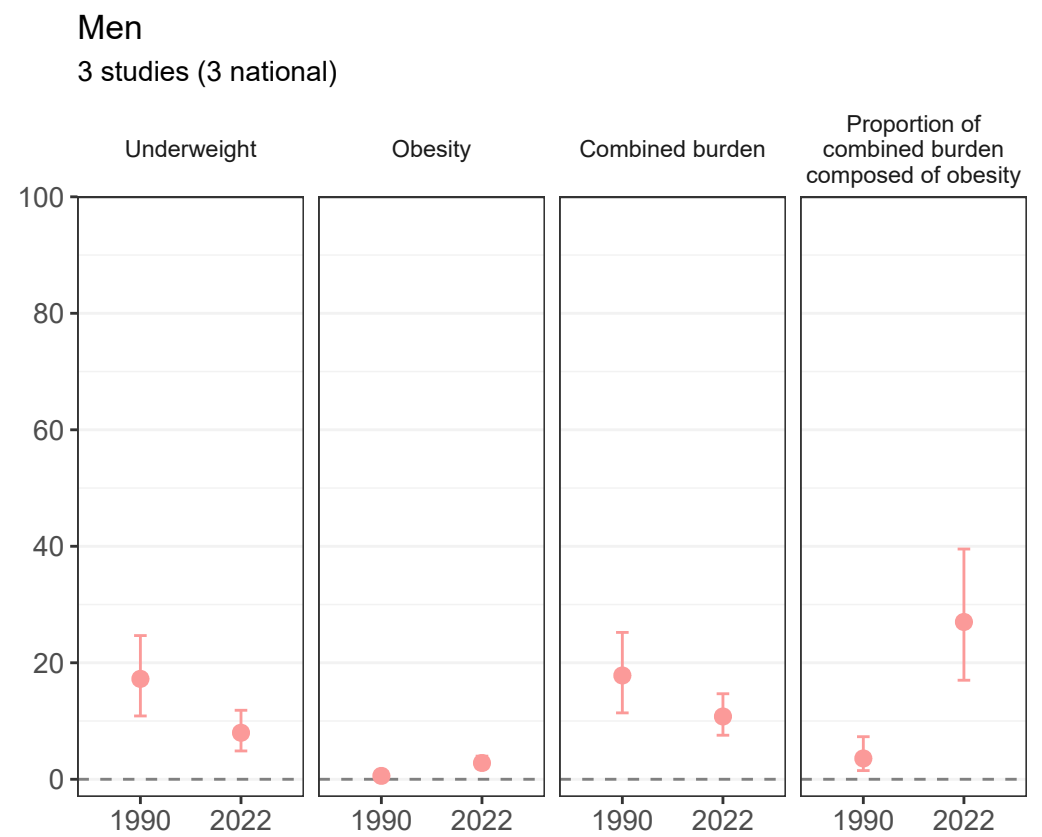 Men
3 studies (3 national)
Underweight
Obesity
Combined burden
Proportion of
combined burden
composed of obesity
100
80
60
40
20
0
1990 2022
1990 2022
1990 2022
1990 2022